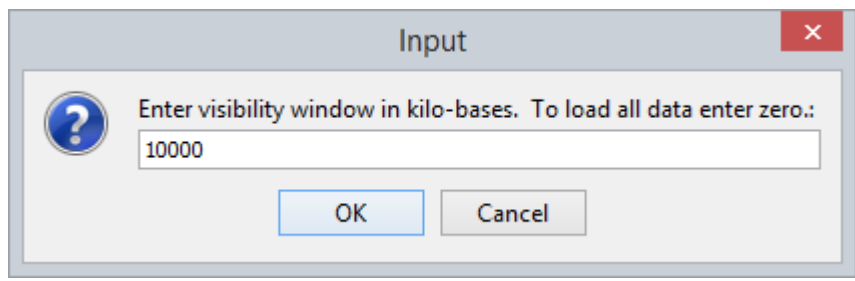 Input
Enter visibility window in kilo-bases.  To load all data enter zero.:
10000
OK
Cancel